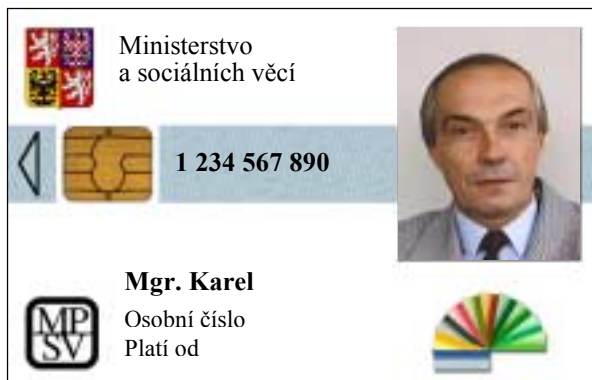 Ministerstvo
a sociálních věcí
1 234 567 890
Mgr. Karel
Osobní číslo
Platí od
MP
SV